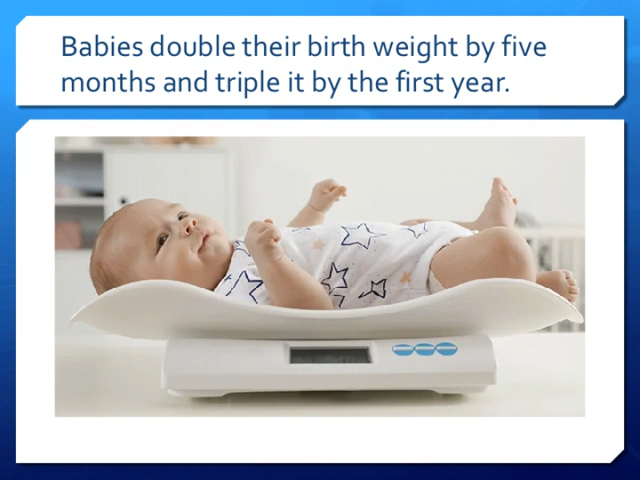 Babies double their birth weight by five
months and triple it by the first year.